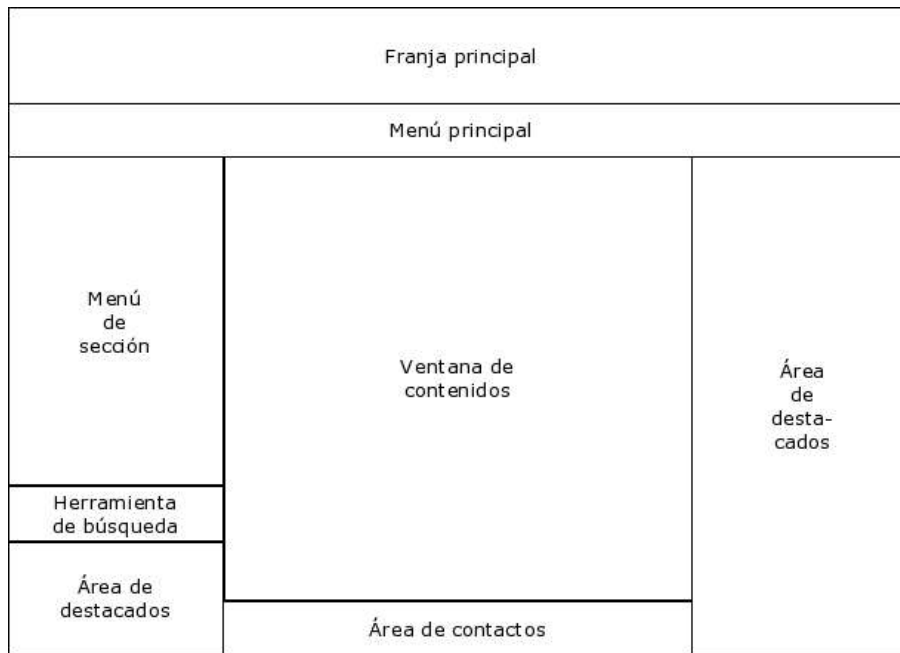 Franja principal
Menú principal
Menú
de
sección
Herramienta
de búsqueda
Área de
destacados
Ventana de
contenidos
Área de contactos
Área
de
desta-
cados